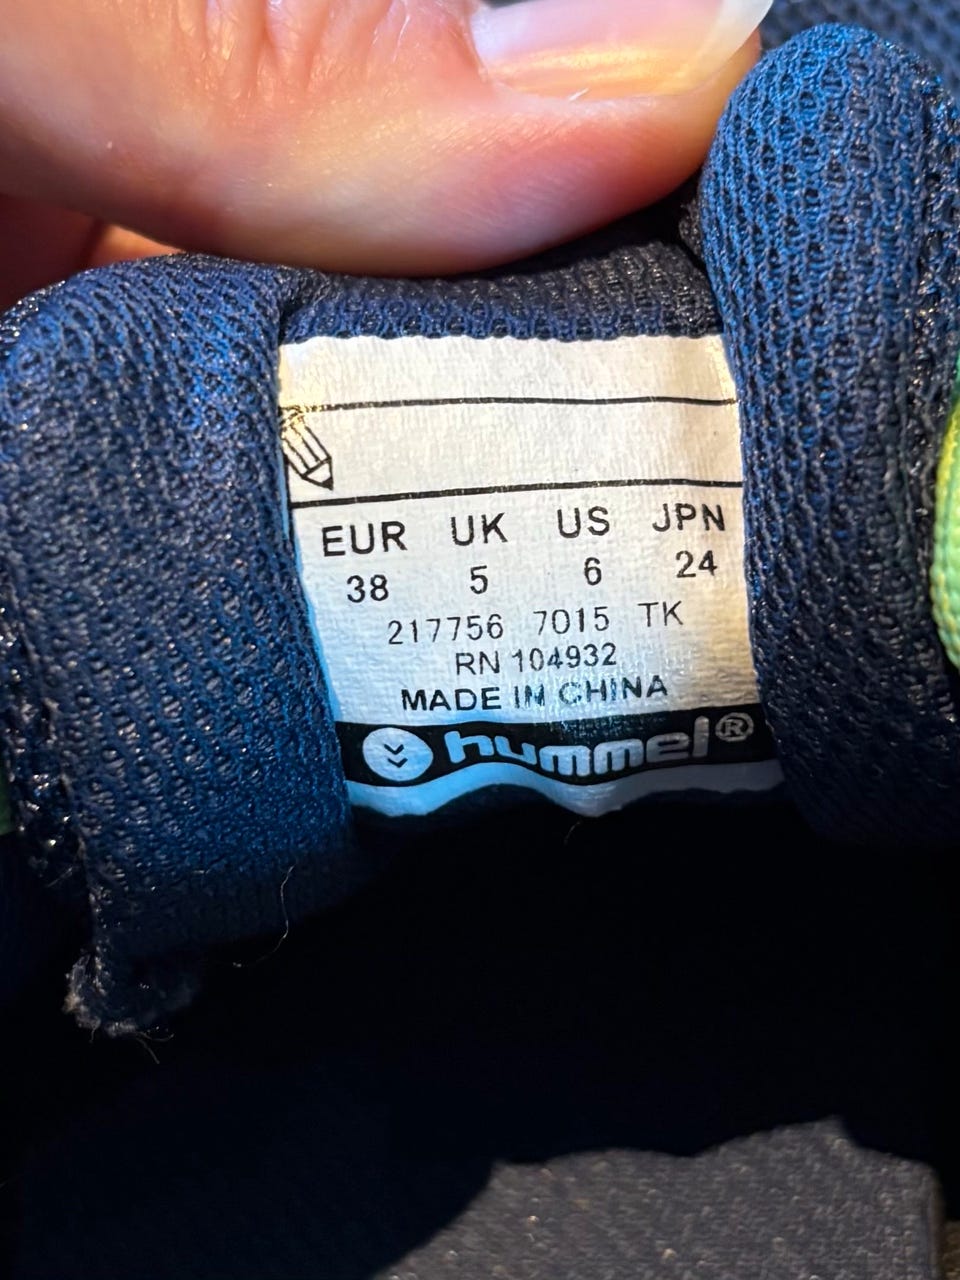 EUR UK US JPN
38 5 6 24
217756 7015 TK
RN 104932
MADE IN CHINA
hummel®